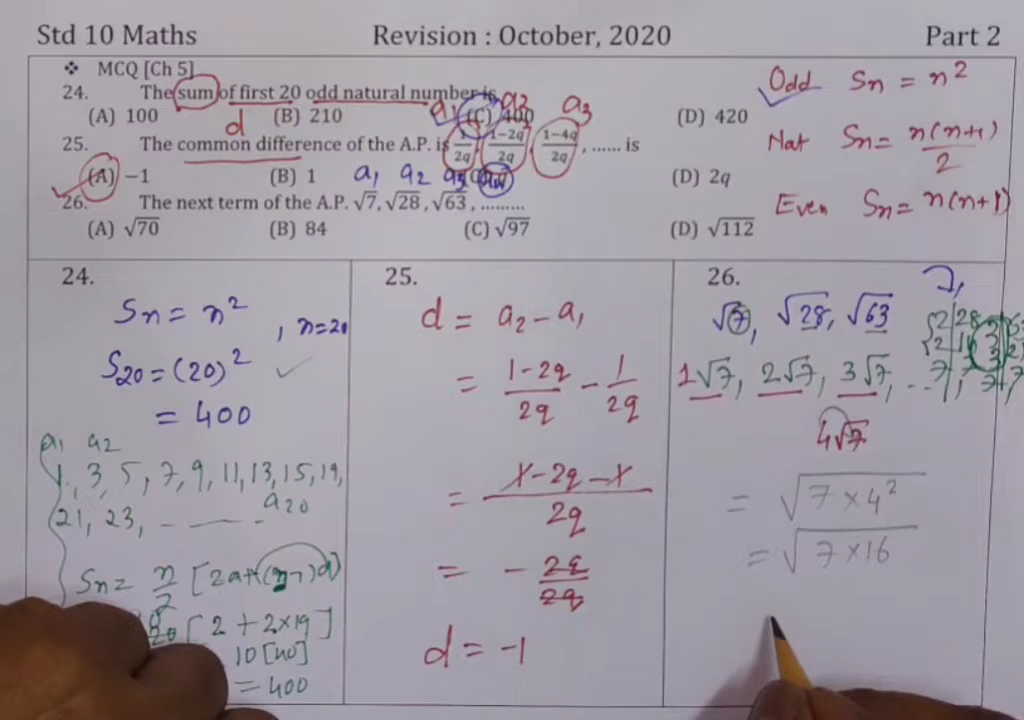 Std 10 Maths Revision : October, 2020 Part 2
❖ MCQ [Ch 5]
24. The sum of first 20 odd natural number is
a₁ a₂ a₃
(A) 100 (B) 210 (C) 400 (D) 420
d
25. The common difference of the A.P. is 1/2q, 1−2q/2q, 1−4q/2q, ...... is
(A) −1 (B) 1 (D) 2q
a₁ a₂ a₃
26. The next term of the A.P. √7, √28, √63, .........
(A) √70 (B) 84 (C) √97 (D) √112
Odd Sn = n²
Nat Sn = n(n+1)/2
Even Sn = n(n+1)
24.
Sn = n² , n=20
S₂₀ = (20)²
= 400
a₁ a₂
1, 3, 5, 7, 9, 11, 13, 15, 19,
a₂₀
21, 23, - — -
Sn = n/2 [2a+(n-1)d]
[2 + 2×19]
10[40]
= 400
25.
d = a₂ − a₁
= 1-2q/2q − 1/2q
= 1-2q-1/2q
= - 2q/2q
d = -1
26.
√7, √28, √63
1√7, 2√7, 3√7, . .
4√7
= √7×4²
= √7×16